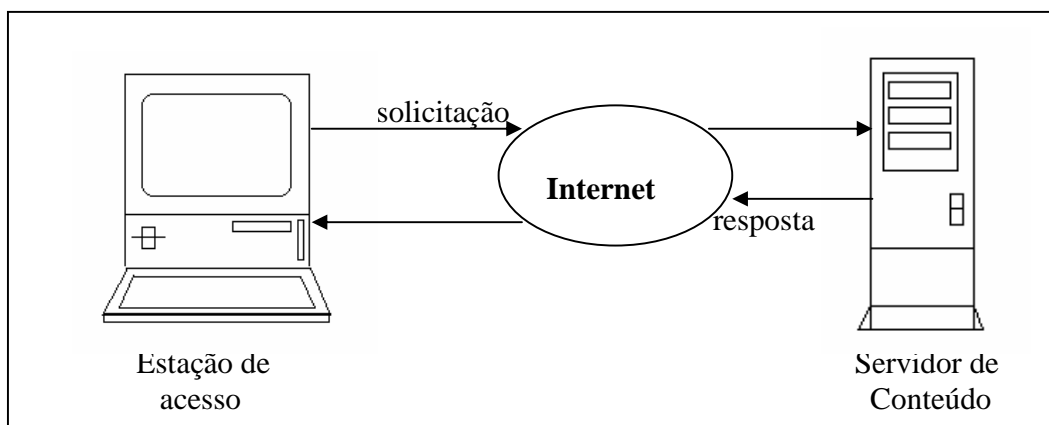 solicitação
Internet
resposta
Estação de
acesso
Servidor de
Conteúdo